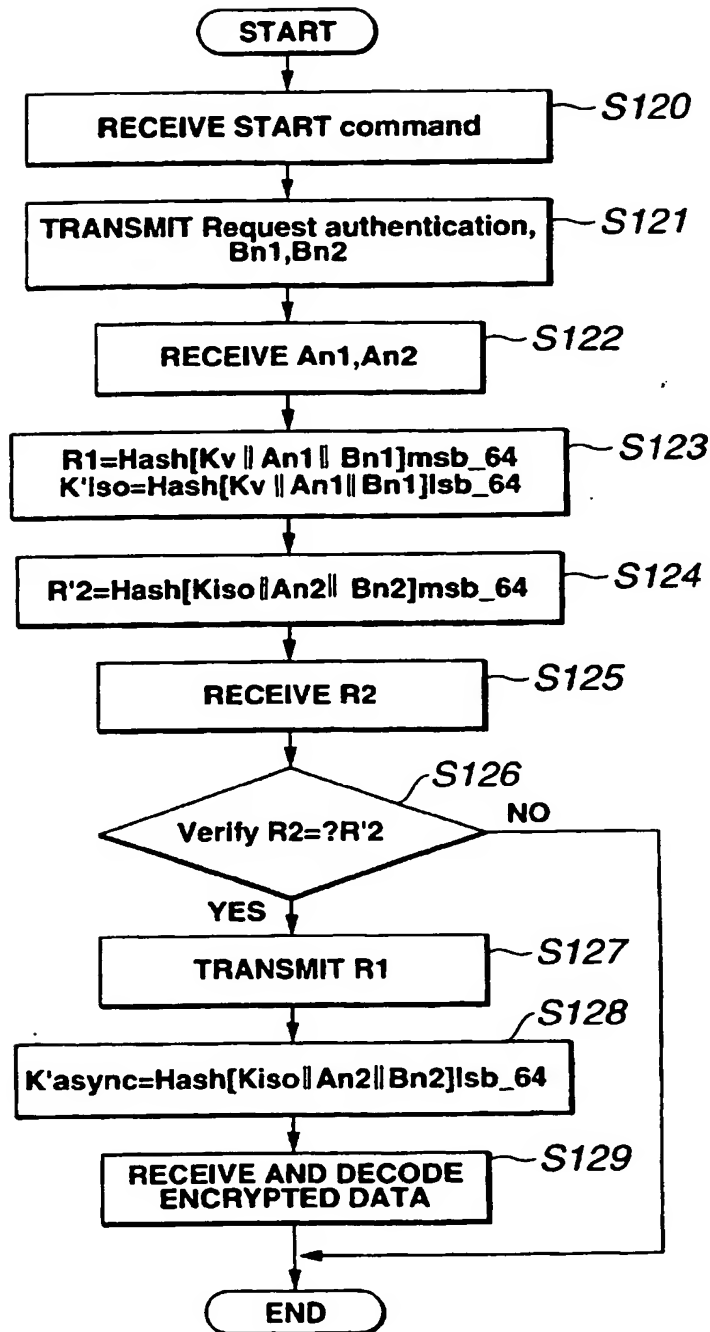 START
RECEIVE START command
S120
TRANSMIT Request authentication,
Bn1,Bn2
S121
RECEIVE An1,An2
S122
R1=Hash[Kv || An1 || Bn1]msb_64
K'iso=Hash[Kv || An1 || Bn1]lsb_64
S123
R'2=Hash[Kiso || An2 || Bn2]msb_64
S124
RECEIVE R2
S125
Verify R2=?R'2
S126
NO
YES
TRANSMIT R1
S127
K'async=Hash[Kiso || An2 || Bn2]lsb_64
S128
RECEIVE AND DECODE
ENCRYPTED DATA
S129
END